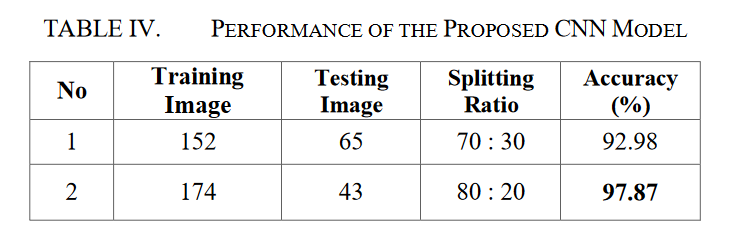 TABLE IV. PERFORMANCE OF THE PROPOSED CNN MODEL
No Training Image Testing Image Splitting Ratio Accuracy (%)
1 152 65 70 : 30 92.98
2 174 43 80 : 20 97.87